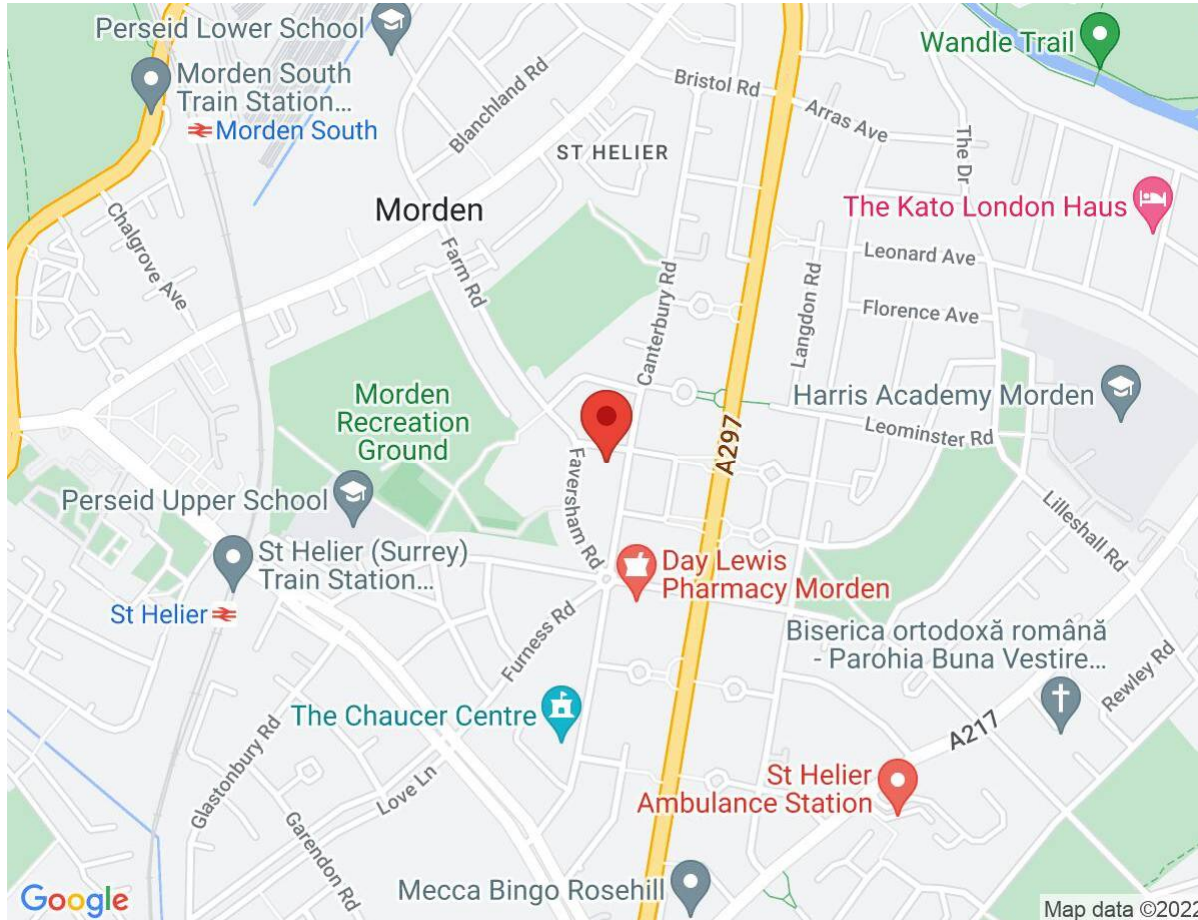 Perseid Lower School
Wandle Trail
Morden South
Train Station...
Morden South
Bristol Rd
Blanchland Rd
Arras Ave
ST HELIER
The Dr
Morden
The Kato London Haus
Chalgrove Ave
Farm Rd
Canterbury Rd
Leonard Ave
Langdon Rd
Florence Ave
Morden
Recreation
Ground
Harris Academy Morden
Leominster Rd
A297
Faversham Rd
Perseid Upper School
Lilleshall Rd
St Helier (Surrey)
Train Station...
Day Lewis
Pharmacy Morden
St Helier
Furness Rd
Biserica ortodoxă română
- Parohia Buna Vestire...
Rewley Rd
The Chaucer Centre
A217
Glastonbury Rd
Love Ln
St Helier
Ambulance Station
Garendon Rd
Mecca Bingo Rosehill
Google
Map data ©2022